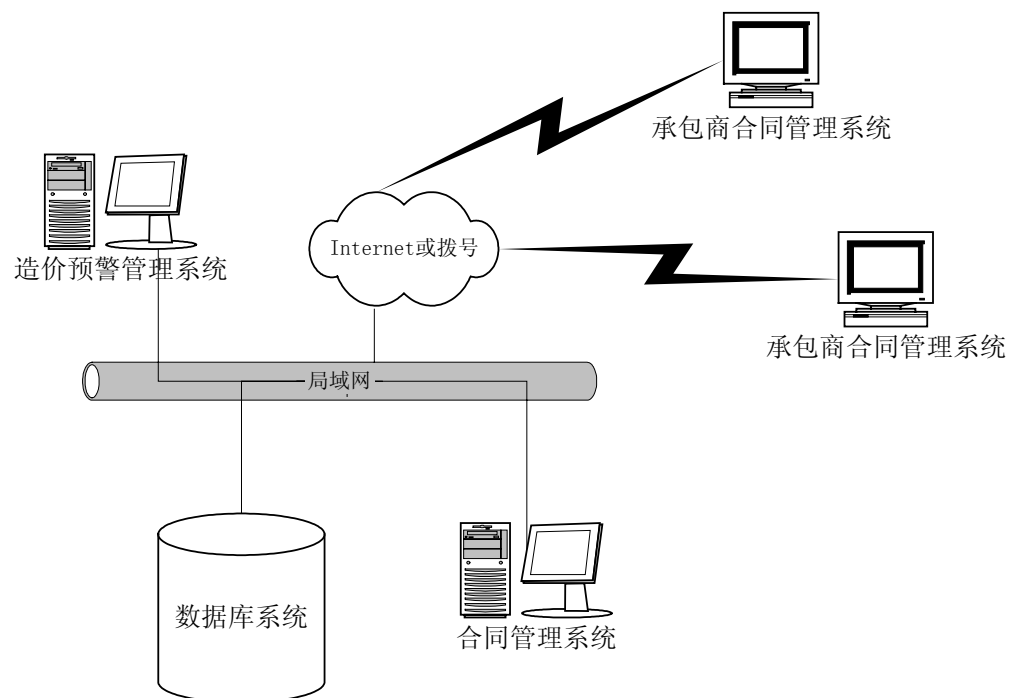 承包商合同管理系统
Internet或拨号
造价预警管理系统
承包商合同管理系统
局域网
数据库系统
合同管理系统